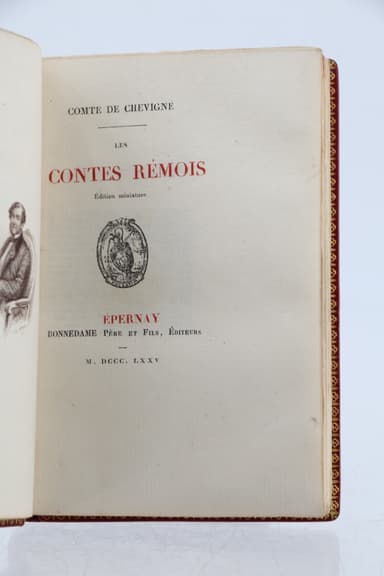 COMTE DE CHEVIGNÉ
LES
CONTES RÉMOIS
Édition miniature
ÉPERNAY
BONNEDAME PÈRE ET FILS, ÉDITEURS
M. DCCC. LXXV